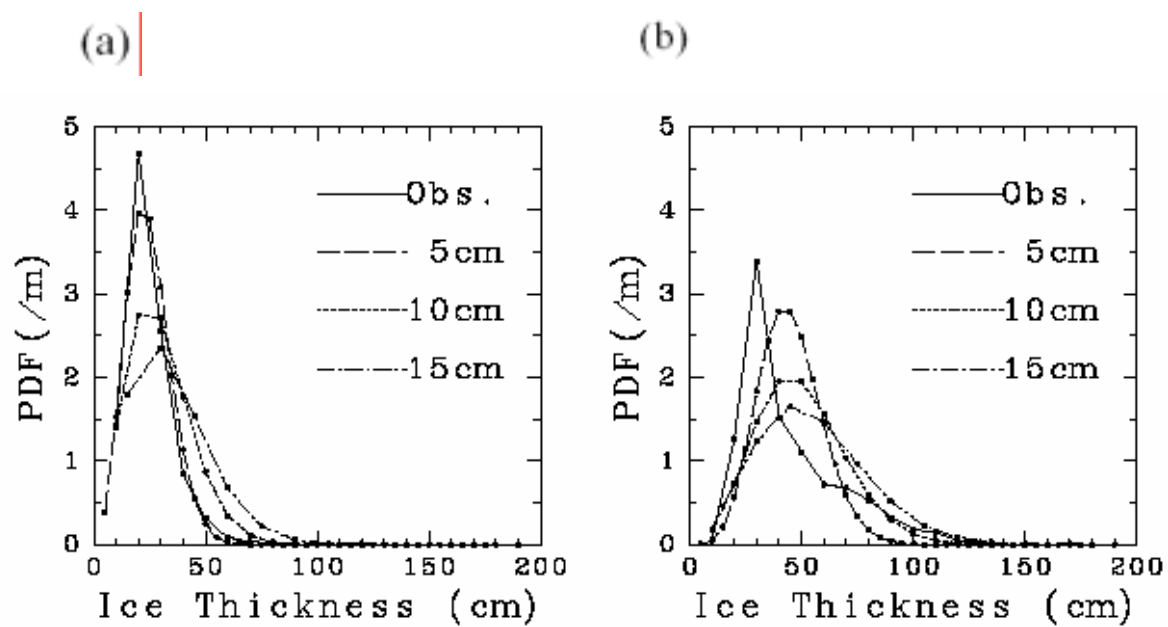 (a)
(b)
5
4
3
2
1
0
PDF(/m)
Obs.
5cm
10cm
15cm
0 50 100 150 200
Ice Thickness (cm)
5
4
3
2
1
0
PDF(/m)
Obs.
5cm
10cm
15cm
0 50 100 150 200
Ice Thickness (cm)